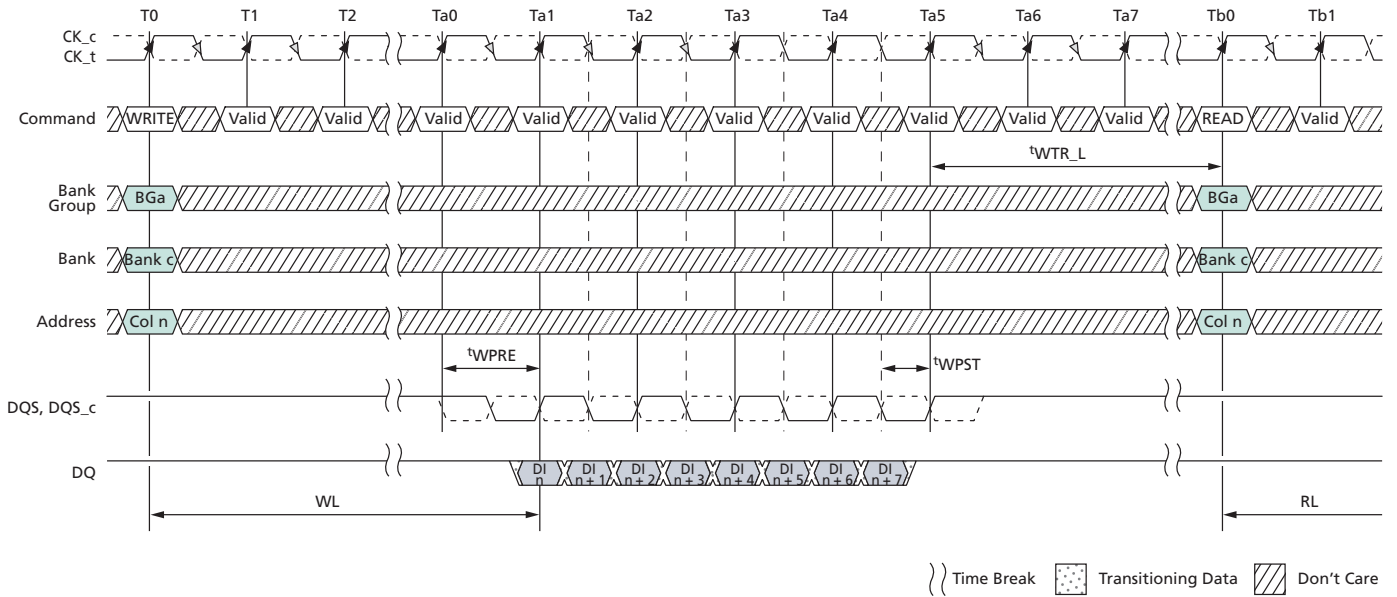 T0 T1 T2 Ta0 Ta1 Ta2 Ta3 Ta4 Ta5 Ta6 Ta7 Tb0 Tb1
CK_c
CK_t
Command WRITE Valid Valid Valid Valid Valid Valid Valid Valid Valid Valid READ Valid
tWTR_L
Bank
Group
BGa BGa
Bank Bank c Bank c
Address Col n Col n
tWPRE tWPST
DQS, DQS_c
DQ
DI DI DI DI DI DI DI DI
n n + 1 n + 2 n + 3 n + 4 n + 5 n + 6 n + 7
WL RL
Time Break Transitioning Data Don't Care